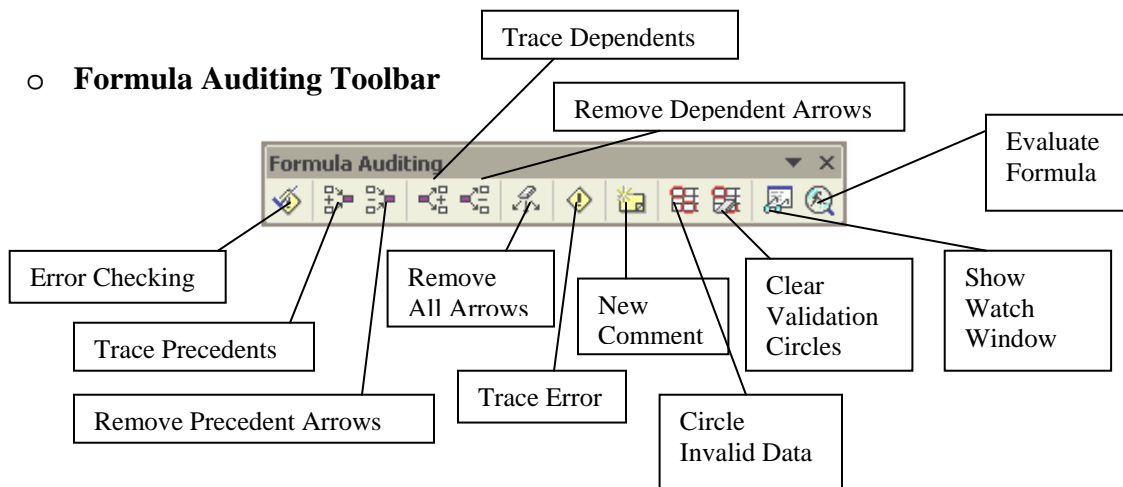 Trace Dependents
o Formula Auditing Toolbar
Remove Dependent Arrows
Evaluate
Formula
Formula Auditing
Error Checking
Remove
All Arrows
New
Comment
Clear
Validation
Circles
Show
Watch
Window
Trace Precedents
Trace Error
Remove Precedent Arrows
Circle
Invalid Data